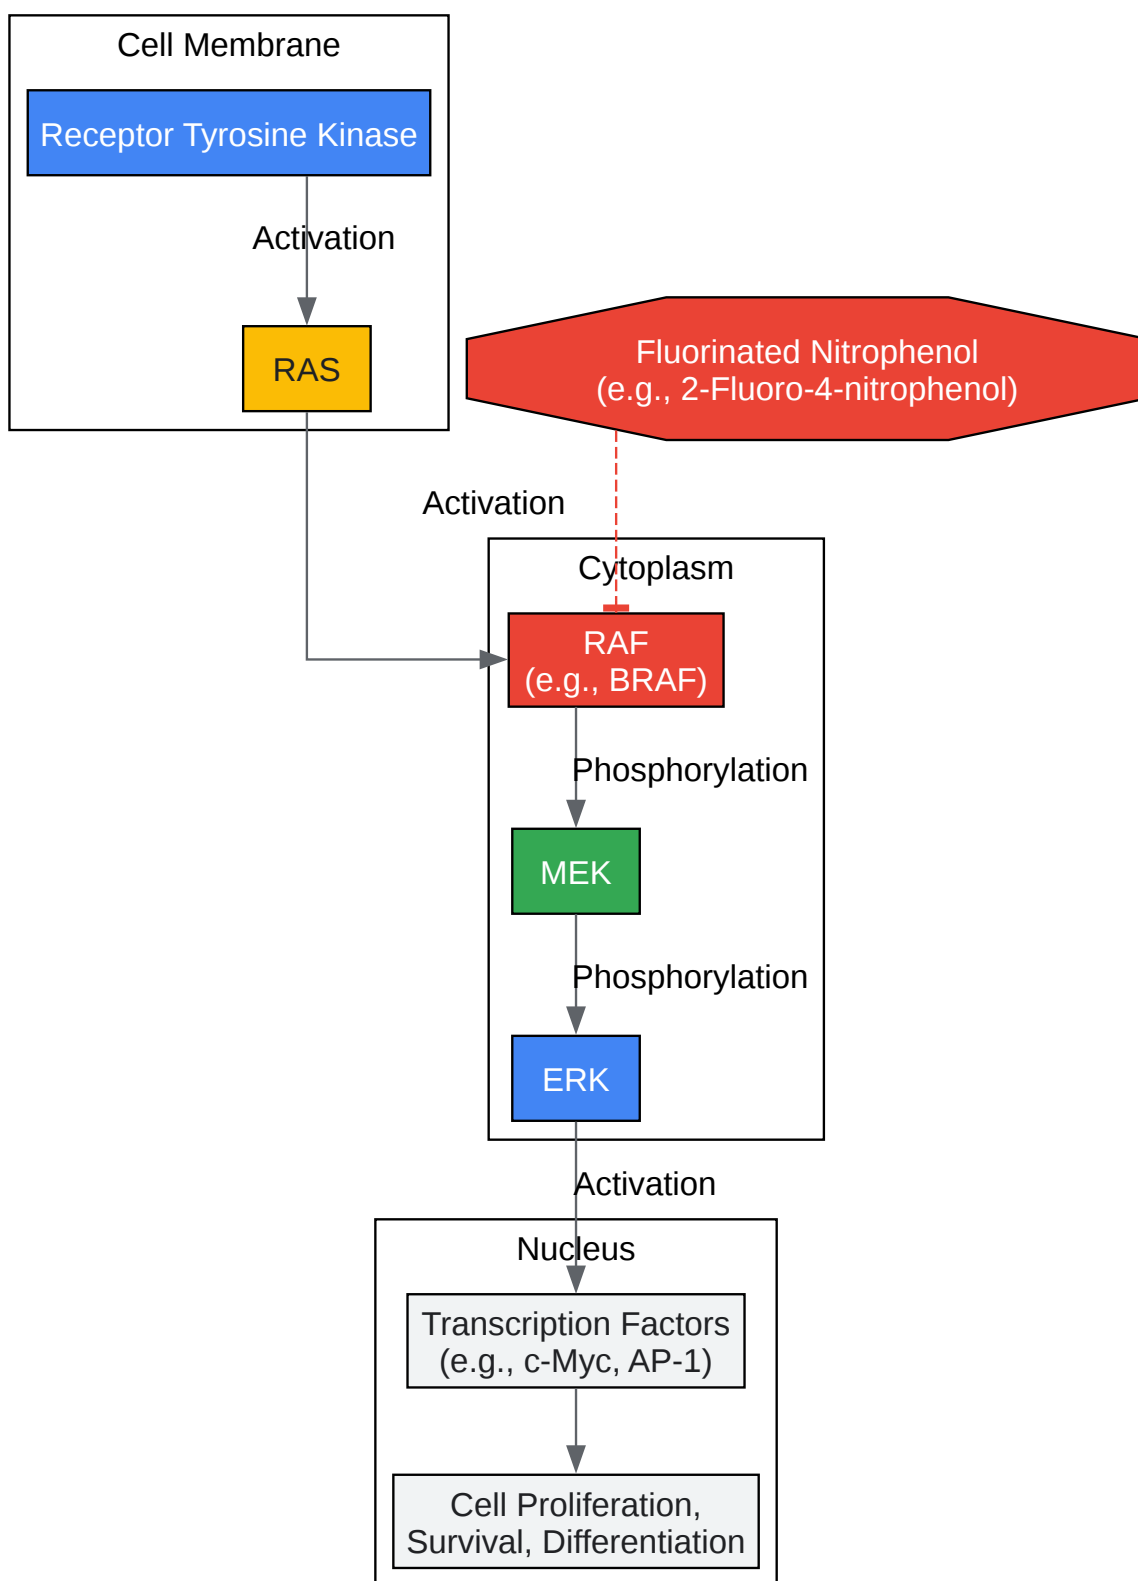 Cell Membrane
Receptor Tyrosine Kinase
Activation
RAS
Fluorinated Nitrophenol
(e.g., 2-Fluoro-4-nitrophenol)
Activation
Cytoplasm
RAF
(e.g., BRAF)
Phosphorylation
MEK
Phosphorylation
ERK
Activation
Nucleus
Transcription Factors
(e.g., c-Myc, AP-1)
Cell Proliferation,
Survival, Differentiation